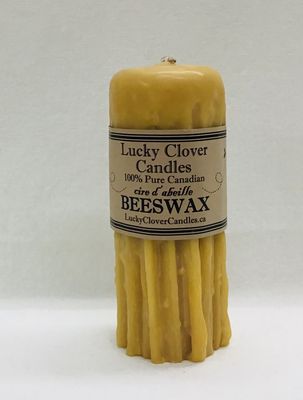 Lucky Clover
Candles
100% Pure Canadian
cire d'abeille
BEESWAX
LuckyCloverCandles.ca